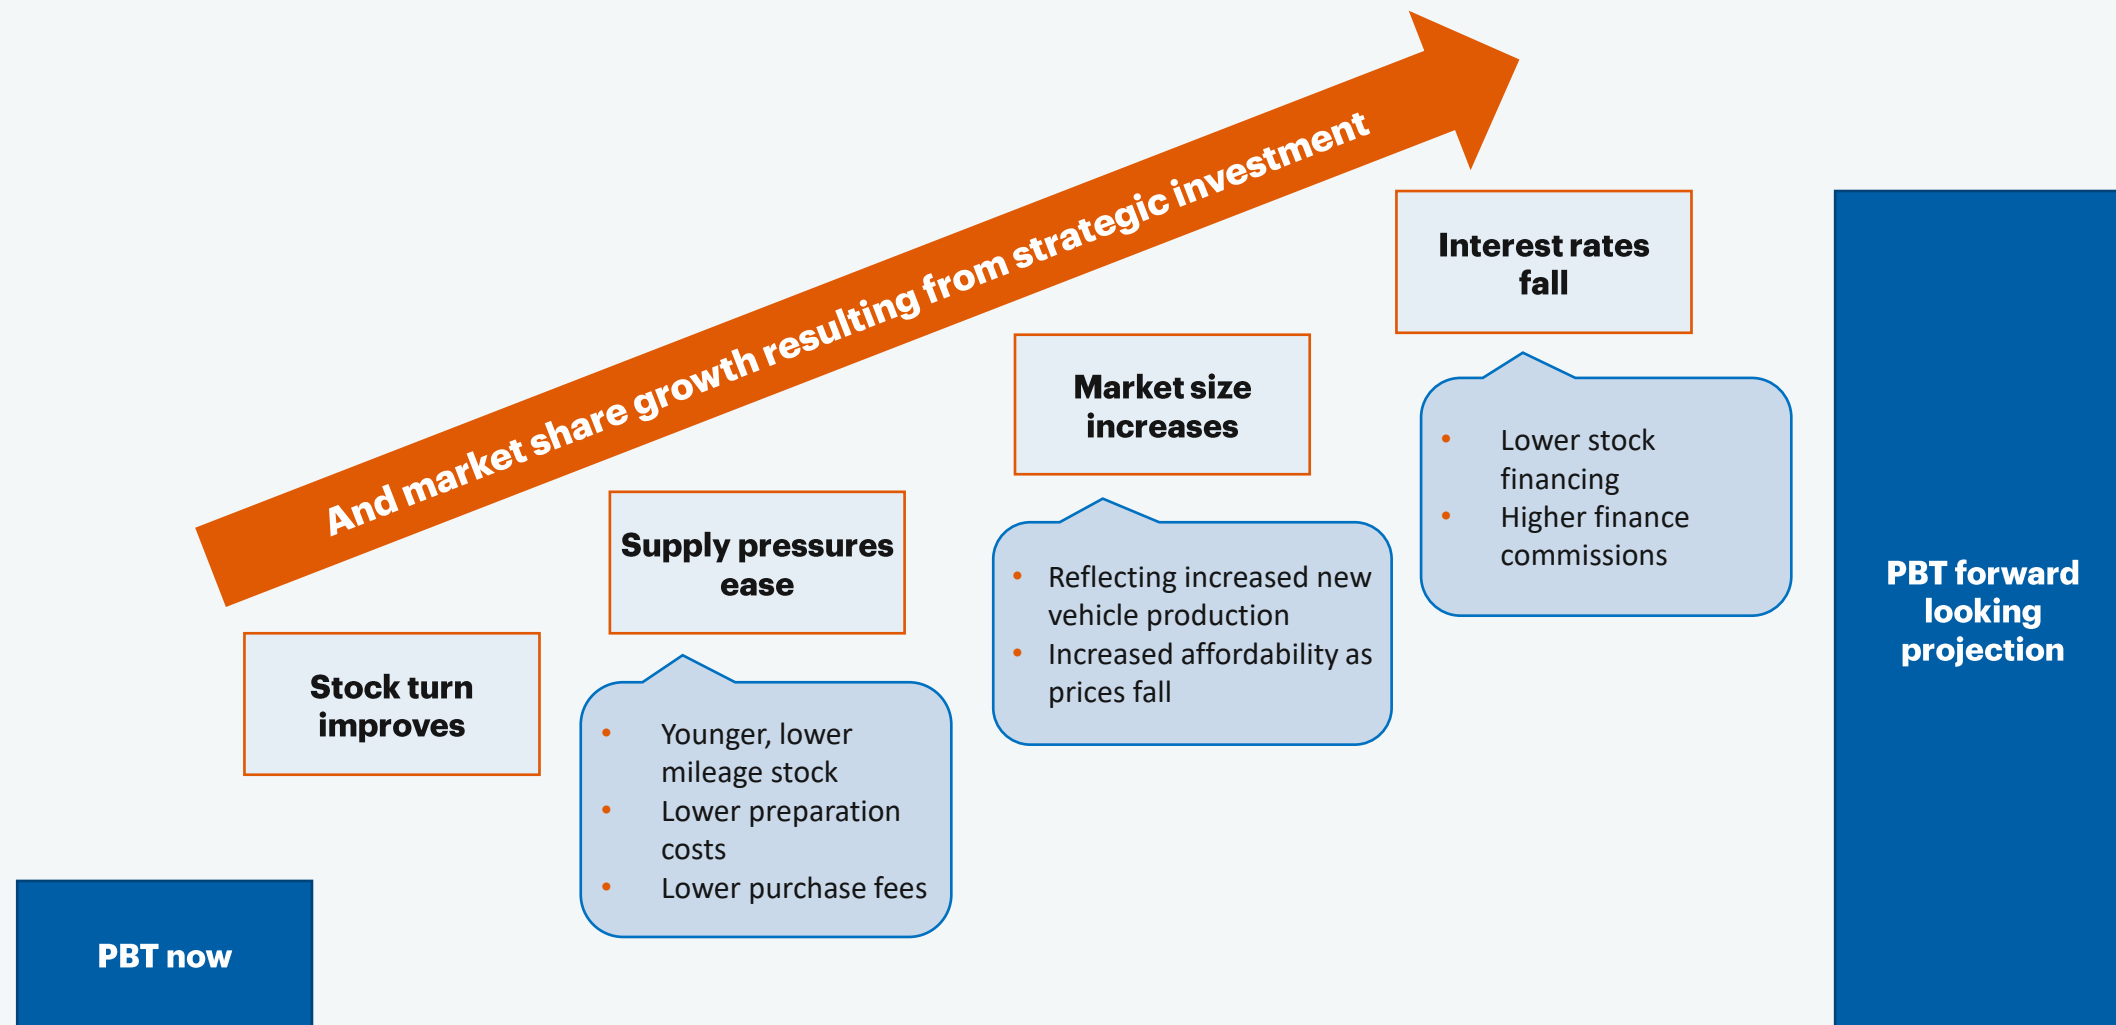 And market share growth resulting from strategic investment
Stock turn
improves
Supply pressures
ease
• Younger, lower
mileage stock
• Lower preparation
costs
• Lower purchase fees
Market size
increases
• Reflecting increased new
vehicle production
• Increased affordability as
prices fall
Interest rates
fall
• Lower stock
financing
• Higher finance
commissions
PBT now
PBT forward
looking
projection